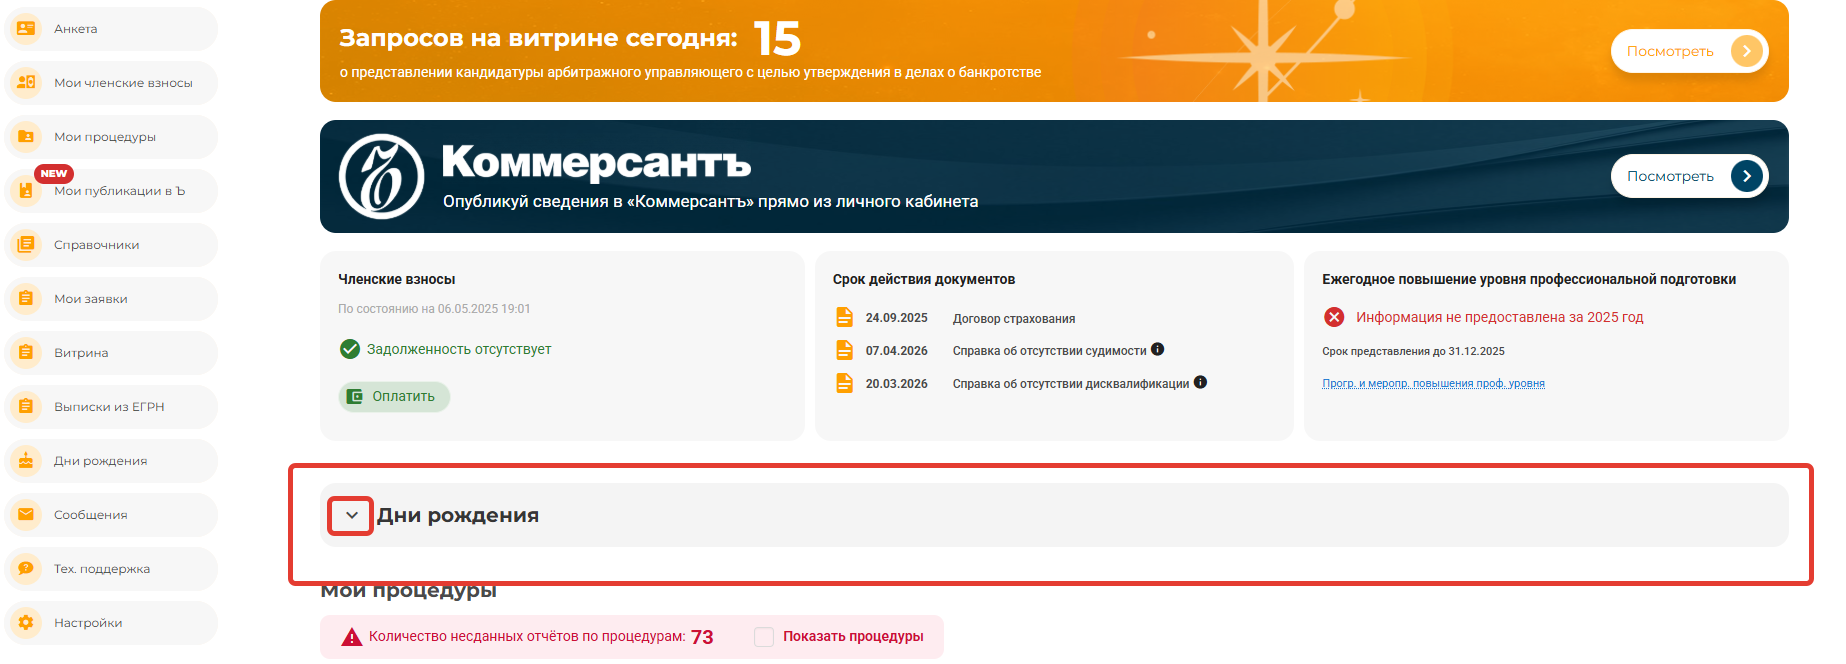 Анкета
Мои членские взносы
Мои процедуры
NEW
Мои публикации в Ъ
Справочники
Мои заявки
Витрина
Выписки из ЕГРН
Дни рождения
Сообщения
Тех. поддержка
Настройки
Запросов на витрине сегодня: 15
о представлении кандидатуры арбитражного управляющего с целью утверждения в делах о банкротстве
Посмотреть
Коммерсантъ
Опубликуй сведения в «Коммерсантъ» прямо из личного кабинета
Посмотреть
Членские взносы
По состоянию на 06.05.2025 19:01
Задолженность отсутствует
Оплатить
Срок действия документов
24.09.2025 Договор страхования
07.04.2026 Справка об отсутствии судимости
20.03.2026 Справка об отсутствии дисквалификации
Ежегодное повышение уровня профессиональной подготовки
Информация не предоставлена за 2025 год
Срок представления до 31.12.2025
Прогр. и меропр. повышения проф. уровня
Дни рождения
Мои процедуры
Количество несданных отчётов по процедурам: 73
Показать процедуры